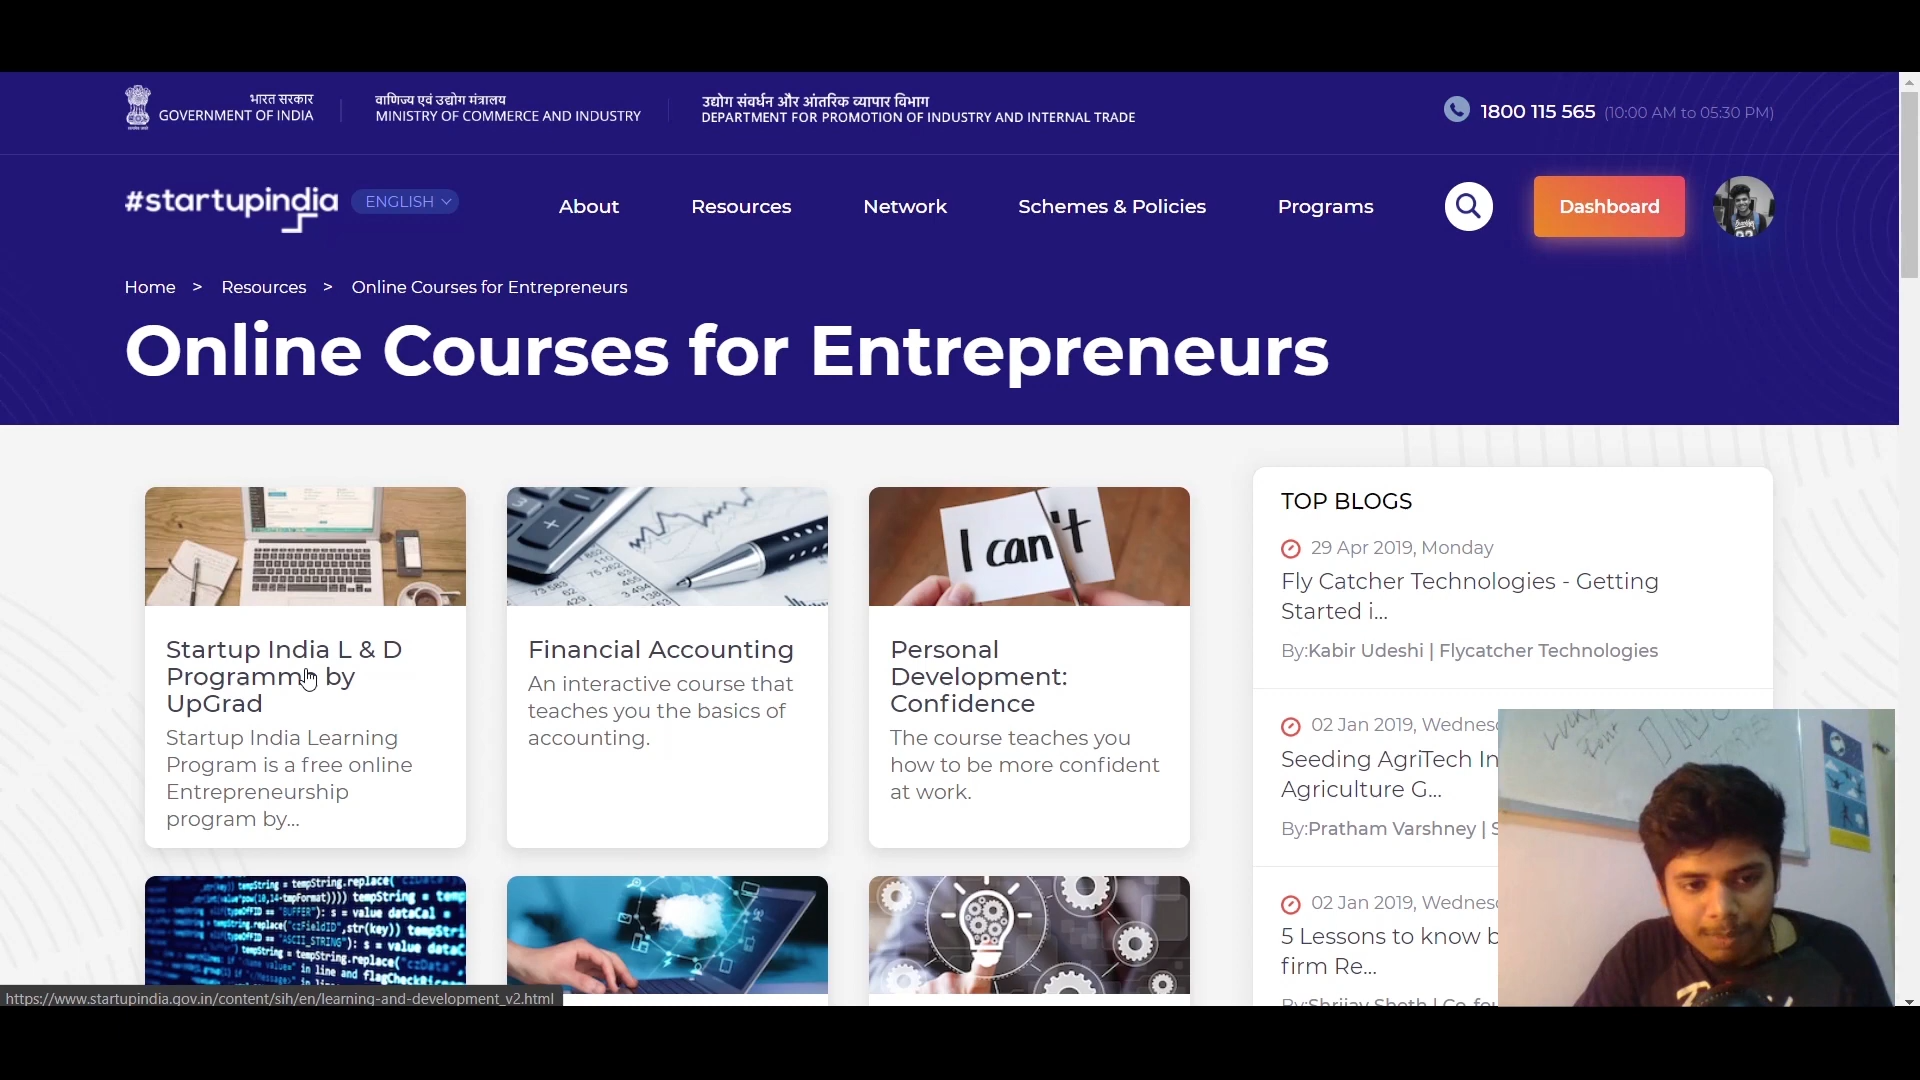 भारत सरकार
GOVERNMENT OF INDIA
वाणिज्य एवं उद्योग मंत्रालय
MINISTRY OF COMMERCE AND INDUSTRY
उद्योग संवर्धन और आंतरिक व्यापार विभाग
DEPARTMENT FOR PROMOTION OF INDUSTRY AND INTERNAL TRADE
1800 115 565 (10:00 AM to 05:30 PM)
#startupindia
ENGLISH
About
Resources
Network
Schemes & Policies
Programs
Dashboard
Home > Resources > Online Courses for Entrepreneurs
Online Courses for Entrepreneurs
Startup India L & D
by
UpGrad
Startup India Learning
Program is a free online
Entrepreneurship
program by...
Financial Accounting
An interactive course that
teaches you the basics of
accounting.
I can't
Personal
Development:
Confidence
The course teaches you
how to be more confident
at work.
TOP BLOGS
29 Apr 2019, Monday
Fly Catcher Technologies - Getting
Started i...
By:Kabir Udeshi | Flycatcher Technologies
02 Jan 2019,
Seeding AgriTech
Agriculture G...
By:Pratham Varshney |
02 Jan 2019,
5 Lessons to know
firm Re...
https://www.startupindia.gov.in/content/sih/en/learning-and-development_v2.html